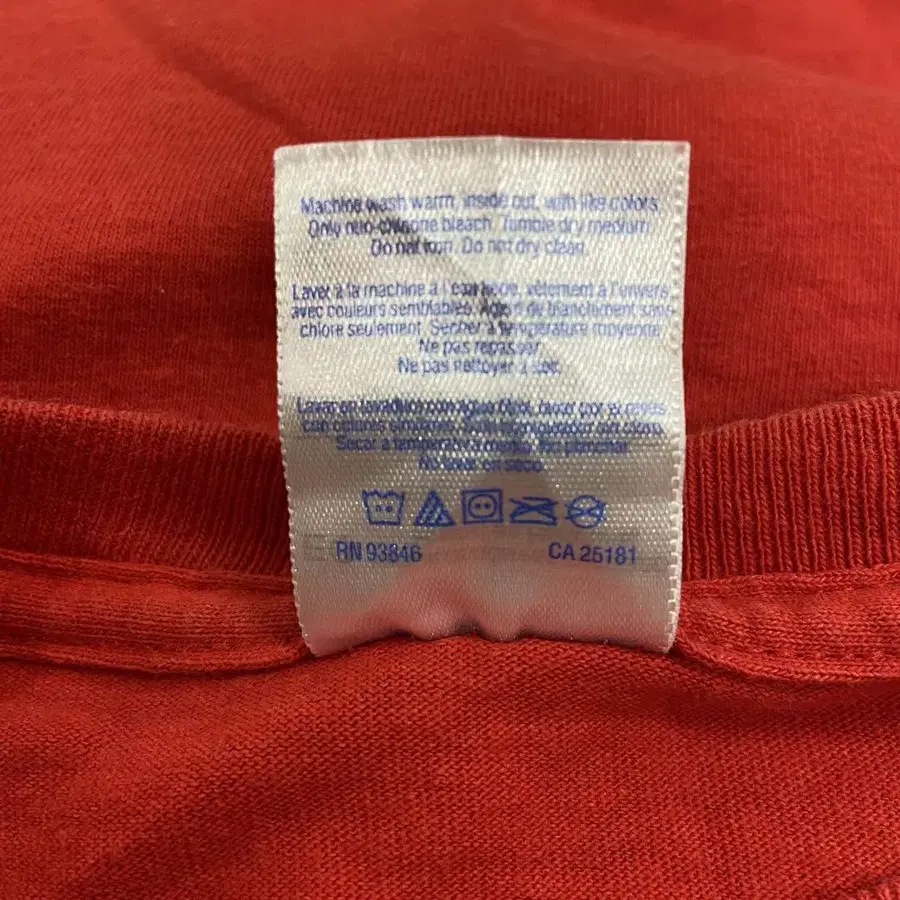 Machine wash warm, inside out, with like colors.
Only non-chlorine bleach. Tumble dry medium.
Do not iron. Do not dry clean.
Laver à la machine à l'eau tiède, vêtement à l'envers
avec couleurs semblables. Agent de blanchiment sans
chlore seulement. Sécher à température moyenne.
Ne pas repasser.
Ne pas nettoyer à sec.
con colores similares.
Secar a temperatura media. No planchar.
No lavar en seco.
RN 93846
CA 25181